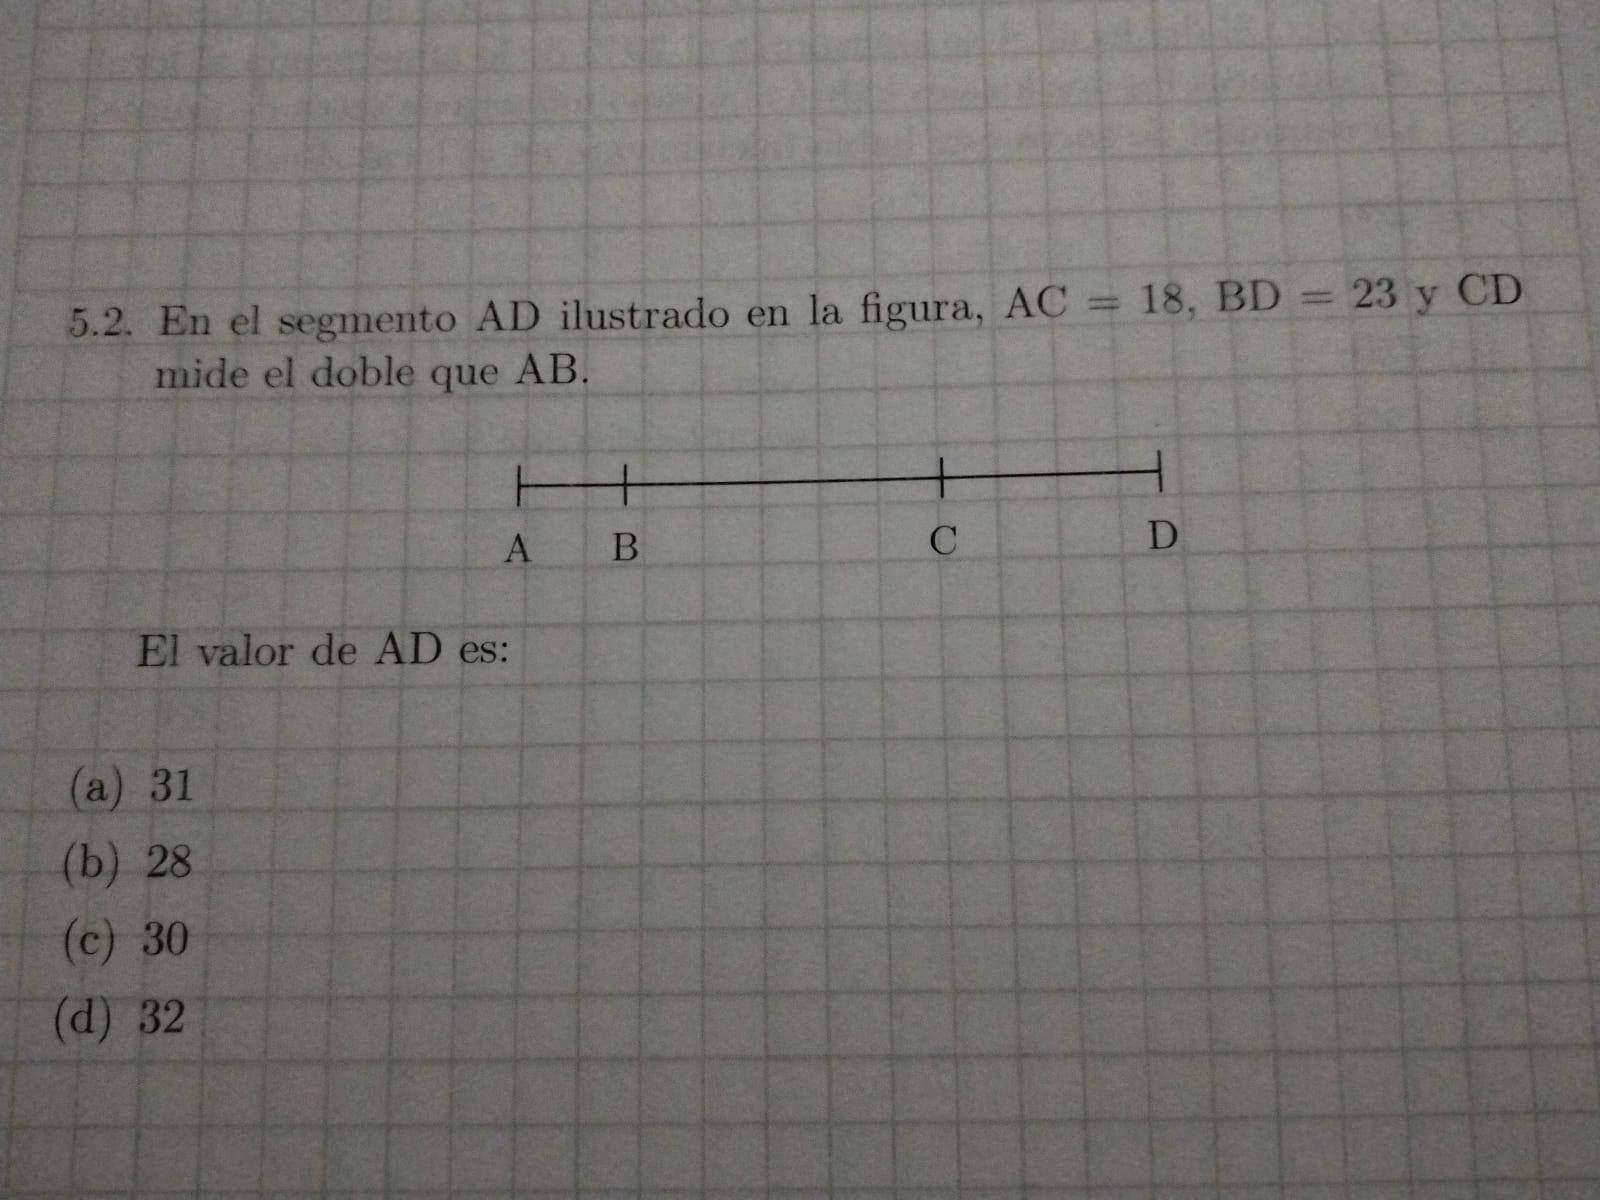 5.2. En el segmento AD ilustrado en la figura, AC = 18, BD = 23 y CD
mide el doble que AB.
A B C D
El valor de AD es:
(a) 31
(b) 28
(c) 30
(d) 32